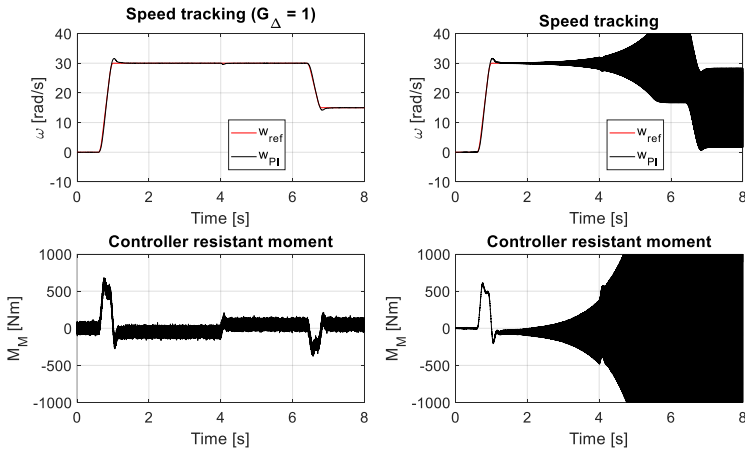 Speed tracking (G_Δ = 1)
40
30
20
10
0
-10
ω [rad/s]
w_ref
w_PI
0 2 4 6 8
Time [s]
Speed tracking
40
30
20
10
0
-10
ω [rad/s]
w_ref
w_PI
0 2 4 6 8
Time [s]
Controller resistant moment
1000
500
0
-500
-1000
M_M [Nm]
0 2 4 6 8
Time [s]
Controller resistant moment
1000
500
0
-500
-1000
M_M [Nm]
0 2 4 6 8
Time [s]